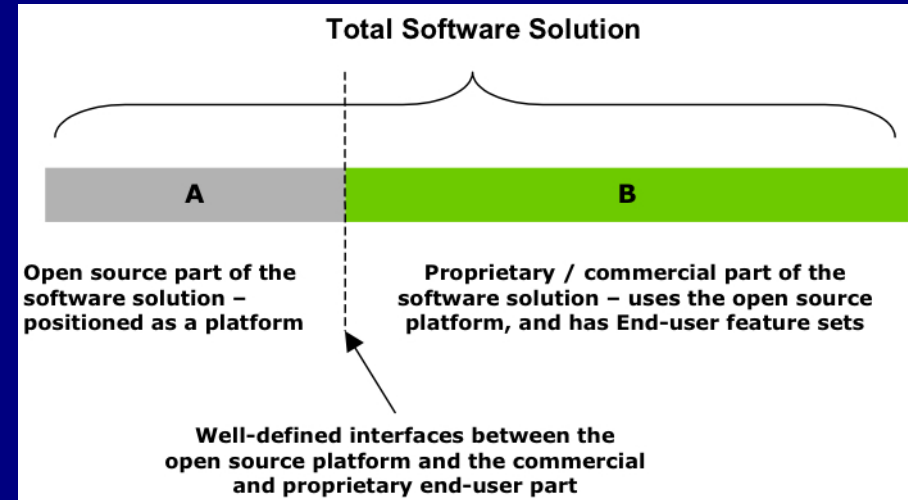 Total Software Solution
A
B
Open source part of the
software solution –
positioned as a platform
Proprietary / commercial part of the
software solution – uses the open source
platform, and has End-user feature sets
Well-defined interfaces between the
open source platform and the commercial
and proprietary end-user part